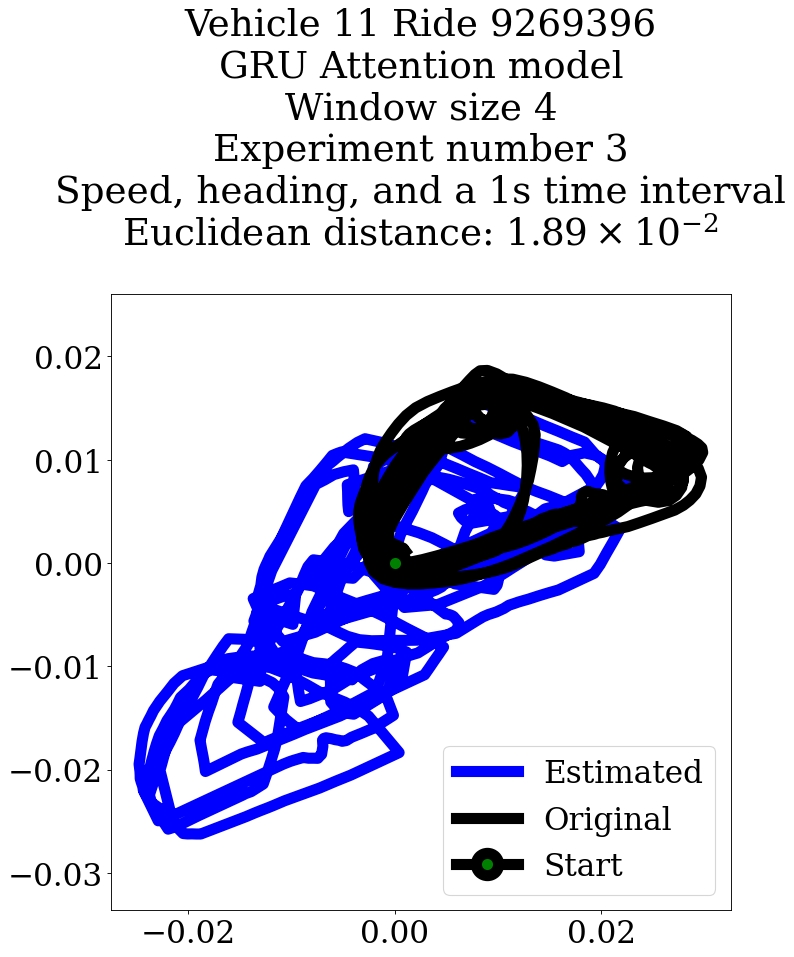 Vehicle 11 Ride 9269396
GRU Attention model
Window size 4
Experiment number 3
Speed, heading, and a 1s time interval
Euclidean distance: 1.89 × 10⁻²
0.02
0.01
0.00
−0.01
−0.02
−0.03
−0.02
0.00
0.02
Estimated
Original
Start